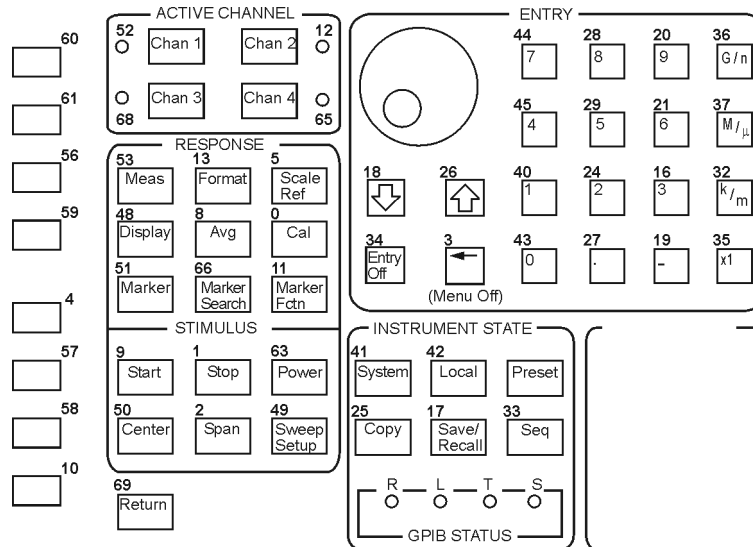 ACTIVE CHANNEL
ENTRY
60
52
12
Chan 1
Chan 2
61
Chan 3
Chan 4
68
65
44
28
20
36
7
8
9
G/n
45
29
21
37
4
5
6
M/μ
RESPONSE
56
53
13
5
Meas
Format
Scale
Ref
18
26
40
24
16
32
1
2
3
k/m
59
48
8
0
Display
Avg
Cal
34
3
43
27
19
35
Entry
Off
0
.
-
x1
(Menu Off)
51
66
11
Marker
Marker
Search
Marker
Fctn
4
STIMULUS
INSTRUMENT STATE
57
9
1
63
Start
Stop
Power
41
42
System
Local
Preset
58
50
2
49
Center
Span
Sweep
Setup
25
17
33
Copy
Save/
Recall
Seq
10
69
Return
R L T S
GPIB STATUS